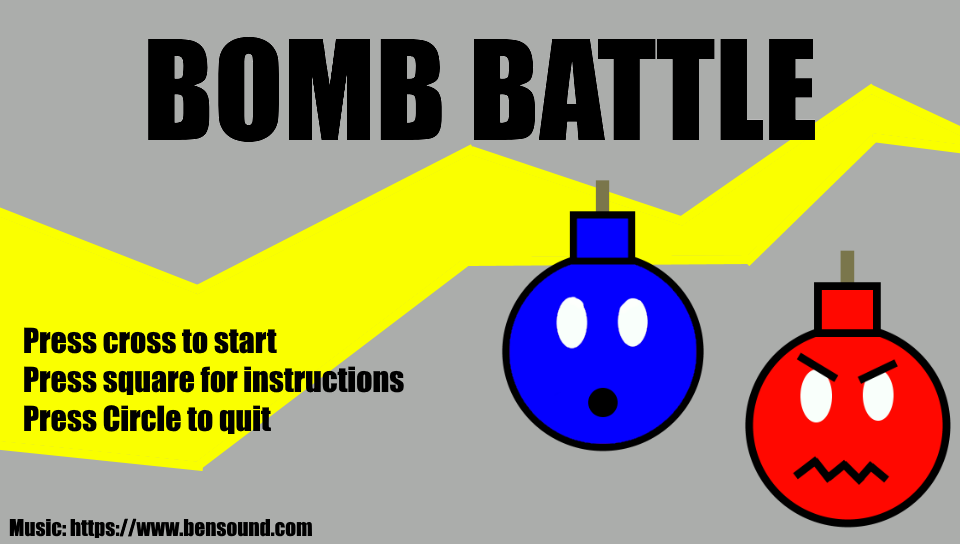 BOMB BATTLE
Press cross to start
Press square for instructions
Press Circle to quit
Music: https://www.bensound.com